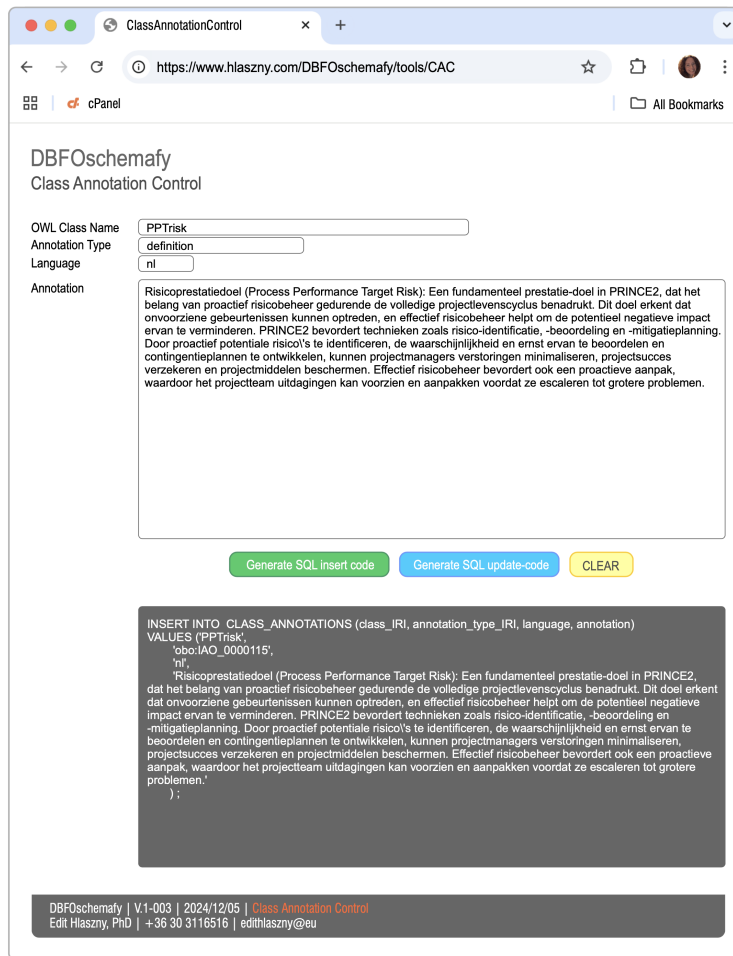 ClassAnnotationControl
https://www.hlaszny.com/DBFOschemafy/tools/CAC
cPanel
All Bookmarks
DBFOschemafy
Class Annotation Control
OWL Class Name PPTrisk
Annotation Type definition
Language nl
Annotation
Risicoprestatiedoel (Process Performance Target Risk): Een fundamenteel prestatie-doel in PRINCE2, dat het
belang van proactief risicobeheer gedurende de volledige projectlevenscyclus benadrukt. Dit doel erkent dat
onvoorziene gebeurtenissen kunnen optreden, en effectief risicobeheer helpt om de potentieel negatieve impact
ervan te verminderen. PRINCE2 bevordert technieken zoals risico-identificatie, -beoordeling en -mitigatieplanning.
Door proactief potentiale risico\'s te identificeren, de waarschijnlijkheid en ernst ervan te beoordelen en
contingentieplannen te ontwikkelen, kunnen projectmanagers verstoringen minimaliseren, projectsucces
verzekeren en projectmiddelen beschermen. Effectief risicobeheer bevordert ook een proactieve aanpak,
waardoor het projectteam uitdagingen kan voorzien en aanpakken voordat ze escaleren tot grotere problemen.
Generate SQL insert code Generate SQL update-code CLEAR
INSERT INTO CLASS_ANNOTATIONS (class_IRI, annotation_type_IRI, language, annotation)
VALUES ('PPTrisk',
'obo:IAO_0000115',
'nl',
'Risicoprestatiedoel (Process Performance Target Risk): Een fundamenteel prestatie-doel in PRINCE2,
dat het belang van proactief risicobeheer gedurende de volledige projectlevenscyclus benadrukt. Dit doel erkent
dat onvoorziene gebeurtenissen kunnen optreden, en effectief risicobeheer helpt om de potentieel negatieve
impact ervan te verminderen. PRINCE2 bevordert technieken zoals risico-identificatie, -beoordeling en
-mitigatieplanning. Door proactief potentiale risico\'s te identificeren, de waarschijnlijkheid en ernst ervan te
beoordelen en contingentieplannen te ontwikkelen, kunnen projectmanagers verstoringen minimaliseren,
projectsucces verzekeren en projectmiddelen beschermen. Effectief risicobeheer bevordert ook een proactieve
aanpak, waardoor het projectteam uitdagingen kan voorzien en aanpakken voordat ze escaleren tot grotere
problemen.'
) ;
DBFOschemafy | V.1-003 | 2024/12/05 | Class Annotation Control
Edit Hlaszny, PhD | +36 30 3116516 | edithlaszny@eu